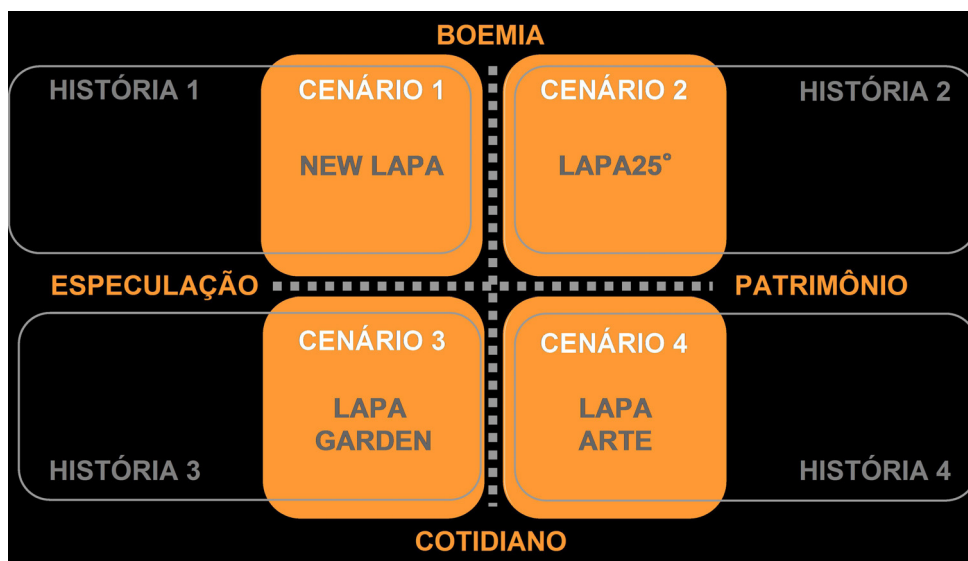 BOEMIA
HISTÓRIA 1
CENÁRIO 1
NEW LAPA
CENÁRIO 2
LAPA25°
HISTÓRIA 2
ESPECULAÇÃO
PATRIMÔNIO
CENÁRIO 3
LAPA
GARDEN
HISTÓRIA 3
CENÁRIO 4
LAPA
ARTE
HISTÓRIA 4
COTIDIANO